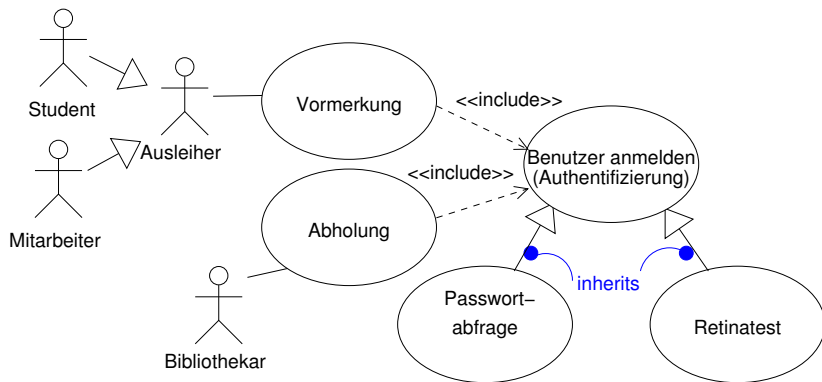 Student
Ausleiher
Mitarbeiter
Bibliothekar
Vormerkung
Abholung
<<include>>
<<include>>
Benutzer anmelden
(Authentifizierung)
inherits
Passwort–
abfrage
Retinatest